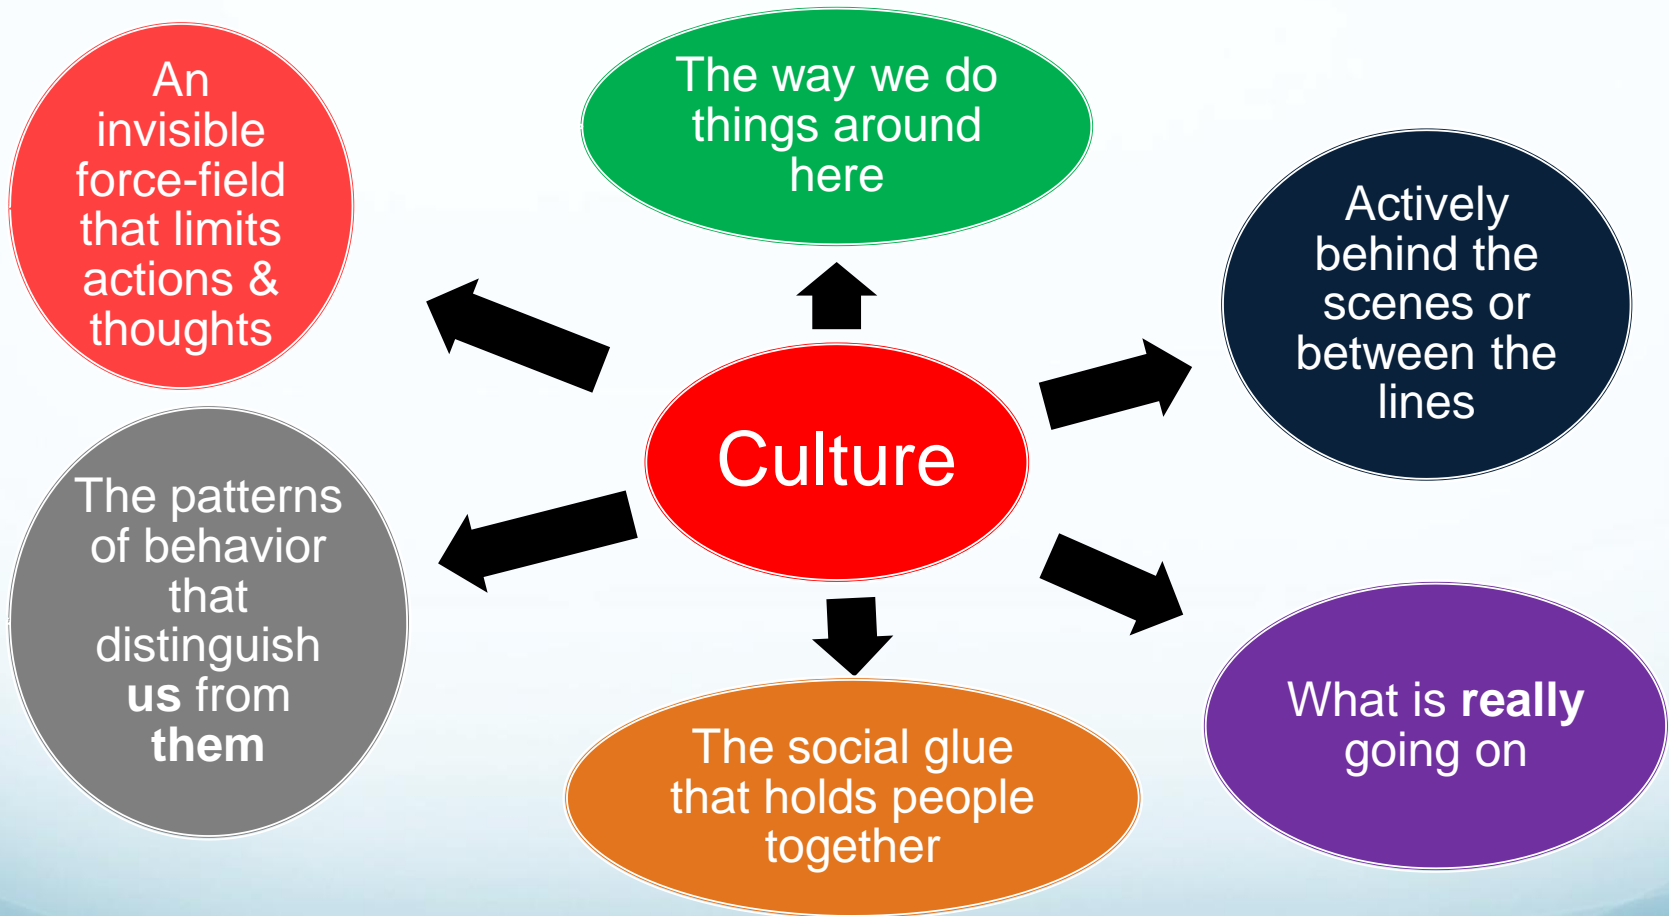 An
invisible
force-field
that limits
actions &
thoughts
The way we do
things around
here
Actively
behind the
scenes or
between the
lines
Culture
The patterns
of behavior
that
distinguish
us from
them
The social glue
that holds people
together
What is really
going on